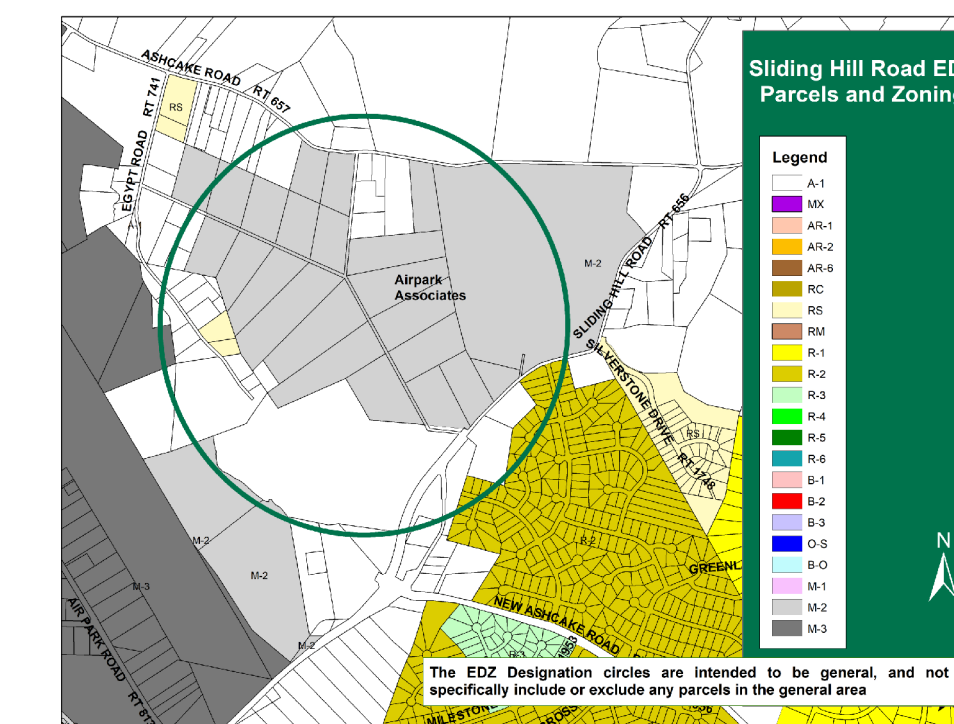 Sliding Hill Road
Parcels and Zoning
Legend
A-1
MX
AR-1
AR-2
AR-6
RC
RS
RM
R-1
R-2
R-3
R-4
R-5
R-6
B-1
B-2
B-3
O-S
B-O
M-1
M-2
M-3
N
ASHCAKE ROAD RT 657
EGYPT ROAD RT 741
RS
Airpark
Associates
M-2
SLIDING HILL ROAD RT 656
SILVERSTONE DRIVE RT 1748
RS
M-2
M-2
M-3
M-2
R-2
NEW ASHCAKE ROAD
R-3
AIR PARK ROAD RT 813
The EDZ Designation circles are intended to be general, and not
specifically include or exclude any parcels in the general area